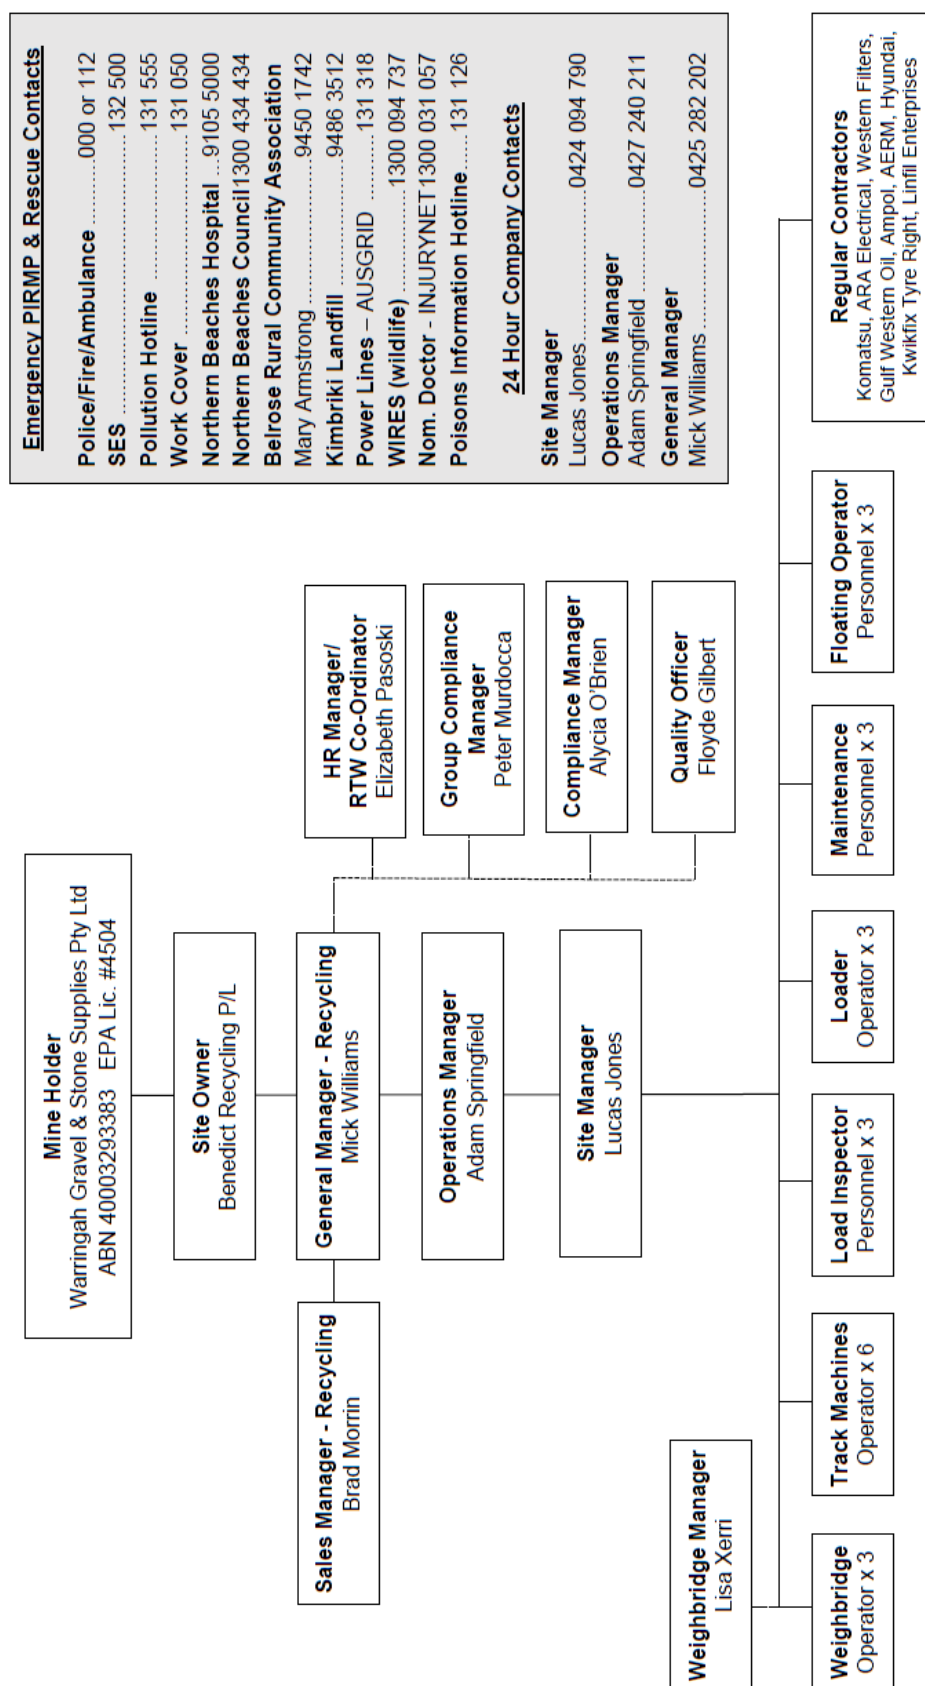 Mine Holder
Warringah Gravel & Stone Supplies Pty Ltd
ABN 40003293383 EPA Lic. #4504
Site Owner
Benedict Recycling P/L
Sales Manager - Recycling
Brad Morrin
General Manager - Recycling
Mick Williams
HR Manager/
RTW Co-Ordinator
Elizabeth Pasoski
Group Compliance
Manager
Peter Murdocca
Compliance Manager
Alycia O'Brien
Quality Officer
Floyde Gilbert
Operations Manager
Adam Springfield
Site Manager
Lucas Jones
Weighbridge Manager
Lisa Xerri
Weighbridge
Operator x 3
Track Machines
Operator x 6
Load Inspector
Personnel x 3
Loader
Operator x 3
Maintenance
Personnel x 3
Floating Operator
Personnel x 3
Regular Contractors
Komatsu, ARA Electrical, Western Filters,
Gulf Western Oil, Ampol, AERM, Hyundai,
Kwikfix Tyre Right, Linfil Enterprises
Emergency PIRMP & Rescue Contacts
Police/Fire/Ambulance ..........000 or 112
SES ..........132 500
Pollution Hotline ..........131 555
Work Cover ..........131 050
Northern Beaches Hospital ...9105 5000
Northern Beaches Council1300 434 434
Belrose Rural Community Association
Mary Armstrong ..........9450 1742
Kimbriki Landfill ..........9486 3512
Power Lines – AUSGRID ..........131 318
WIRES (wildlife) ..........1300 094 737
Nom. Doctor - INJURYNET1300 031 057
Poisons Information Hotline .....131 126
24 Hour Company Contacts
Site Manager
Lucas Jones..........0424 094 790
Operations Manager
Adam Springfield ..........0427 240 211
General Manager
Mick Williams ..........0425 282 202